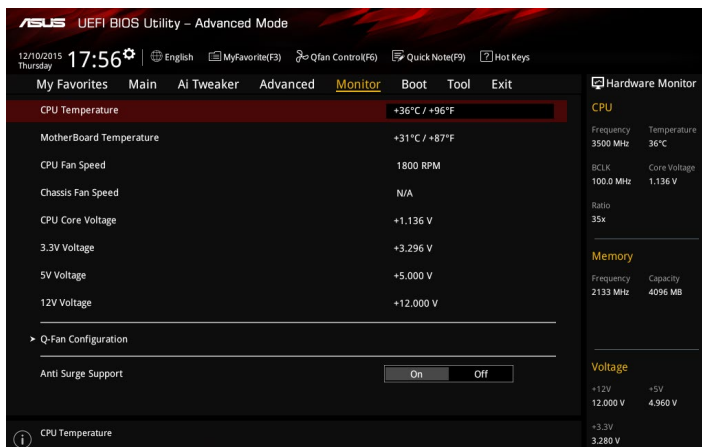 ASUS UEFI BIOS Utility – Advanced Mode
12/10/2015 Thursday 17:56 English MyFavorite(F3) Qfan Control(F6) Quick Note(F9) ? Hot Keys
My Favorites Main Ai Tweaker Advanced Monitor Boot Tool Exit
CPU Temperature +36°C / +96°F
MotherBoard Temperature +31°C / +87°F
CPU Fan Speed 1800 RPM
Chassis Fan Speed N/A
CPU Core Voltage +1.136 V
3.3V Voltage +3.296 V
5V Voltage +5.000 V
12V Voltage +12.000 V
> Q-Fan Configuration
Anti Surge Support On Off
i CPU Temperature
Hardware Monitor
CPU
Frequency Temperature
3500 MHz 36°C
BCLK Core Voltage
100.0 MHz 1.136 V
Ratio
35x
Memory
Frequency Capacity
2133 MHz 4096 MB
Voltage
+12V +5V
12.000 V 4.960 V
+3.3V
3.280 V